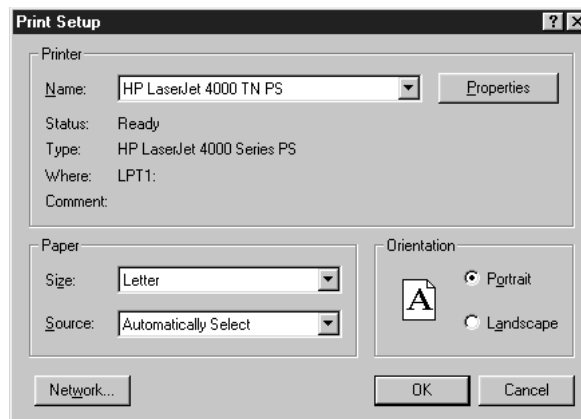 Print Setup
Printer
Name: HP LaserJet 4000 TN PS Properties
Status: Ready
Type: HP LaserJet 4000 Series PS
Where: LPT1:
Comment:
Paper Orientation
Size: Letter Portrait
A
Source: Automatically Select Landscape
Network... OK Cancel